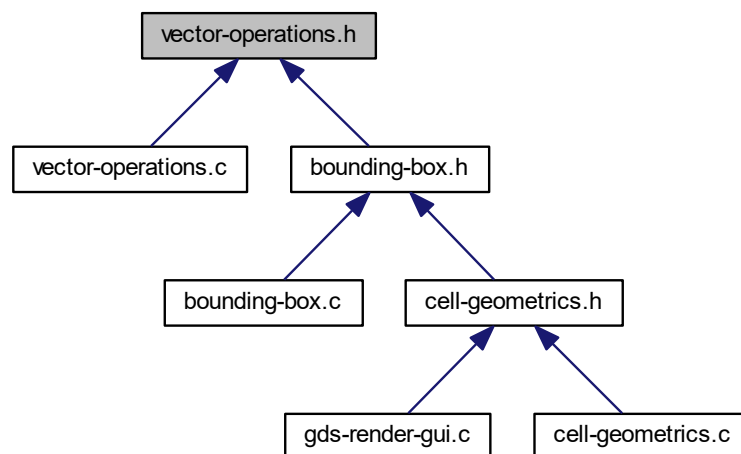 vector-operations.h
vector-operations.c
bounding-box.h
bounding-box.c
cell-geometrics.h
gds-render-gui.c
cell-geometrics.c